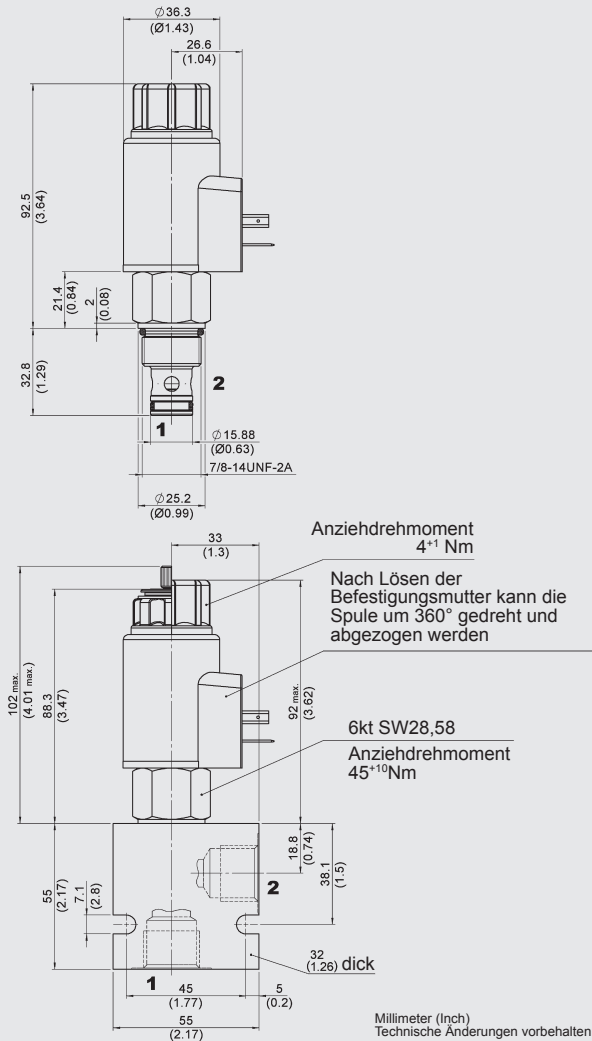 ∅36.3
(Ø1.43)
26.6
(1.04)
92.5
(3.64)
21.4
(0.84)
2
(0.08)
32.8
(1.29)
2
1
∅15.88
(Ø0.63)
7/8-14UNF-2A
∅25.2
(Ø0.99)
33
(1.3)
Anziehdrehmoment
4⁺¹ Nm
Nach Lösen der
Befestigungsmutter kann die
Spule um 360° gedreht und
abgezogen werden
102 max.
(4.01 max.)
88.3
(3.47)
92 max.
(3.62)
6kt SW28,58
Anziehdrehmoment
45⁺¹⁰Nm
18.8
(0.74)
38.1
(1.5)
55
(2.17)
7.1
(2.8)
2
1
32
(1.26) dick
45
(1.77)
5
(0.2)
55
(2.17)
Millimeter (Inch)
Technische Änderungen vorbehalten